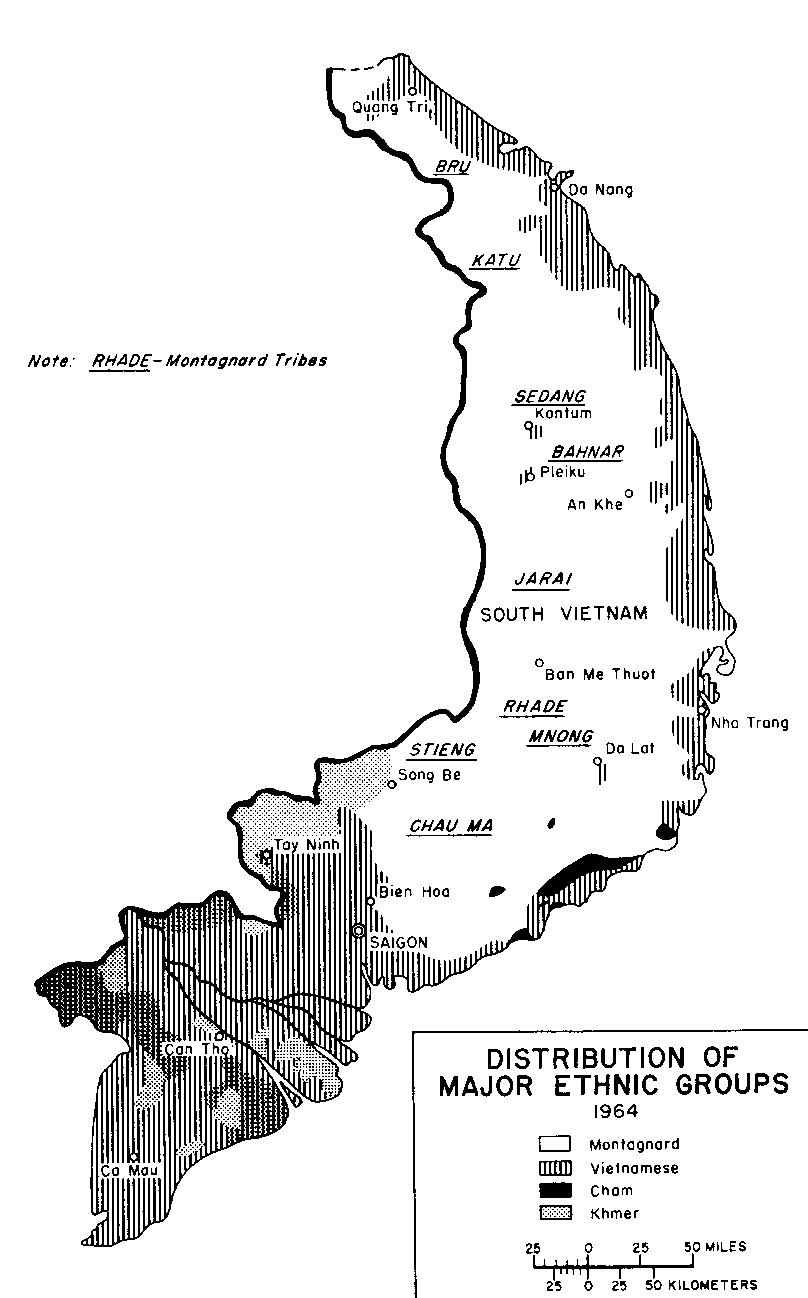 Quang Tri
BRU
Da Nang
KATU
Note: RHADE-Montagnard Tribes
SEDANG
Kontum
BAHNAR
Pleiku
An Khe
JARAI
SOUTH VIETNAM
Ban Me Thuot
RHADE
Nha Trang
MNONG
STIENG
Da Lat
Song Be
CHAU MA
Tay Ninh
Bien Hoa
SAIGON
Can Tho
Ca Mau
DISTRIBUTION OF
MAJOR ETHNIC GROUPS
1964
Montagnard
Vietnamese
Cham
Khmer
25 0 25 50 MILES
25 0 25 50 KILOMETERS